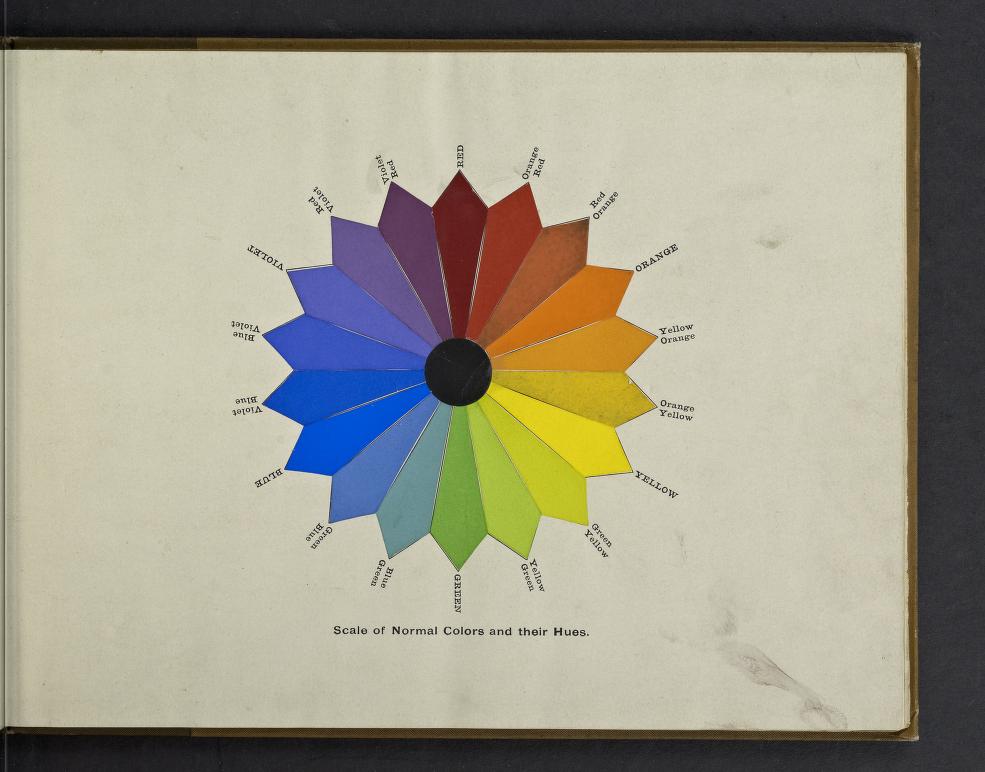 RED
Orange
Red
Red
Orange
ORANGE
Yellow
Orange
Orange
Yellow
YELLOW
Green
Yellow
Yellow
Green
GREEN
Blue
Green
Green
Blue
BLUE
Violet
Blue
Blue
Violet
VIOLET
Red
Violet
Violet
Red
Scale of Normal Colors and their Hues.